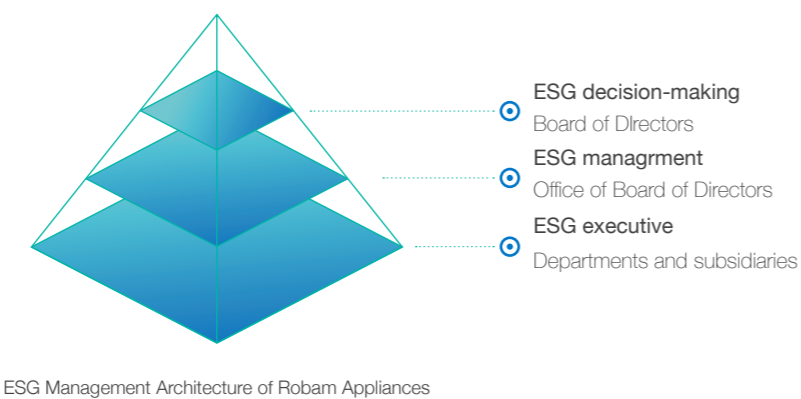 ESG decision-making
Board of DIrectors
ESG managrment
Office of Board of Directors
ESG executive
Departments and subsidiaries
ESG Management Architecture of Robam Appliances